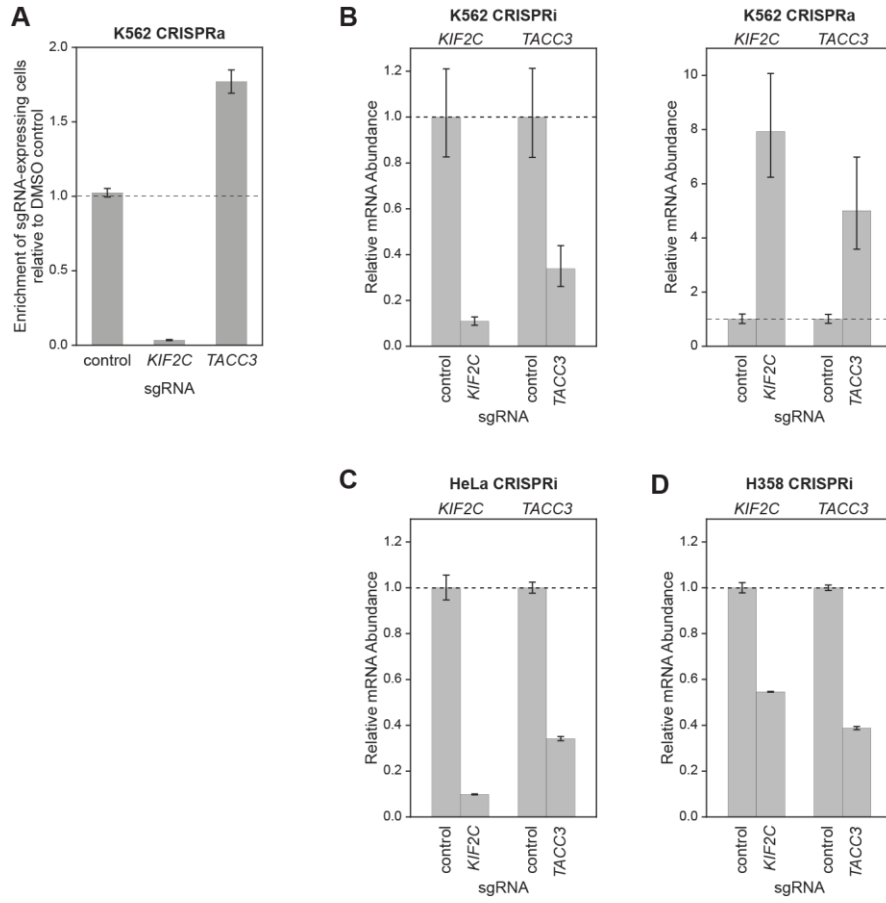 A
K562 CRISPRa
Enrichment of sgRNA-expressing cells
relative to DMSO control
2.0
1.5
1.0
0.5
0.0
control KIF2C TACC3
sgRNA
B
K562 CRISPRi
KIF2C TACC3
Relative mRNA Abundance
1.2
1.0
0.8
0.6
0.4
0.2
0.0
control
KIF2C
control
TACC3
sgRNA
K562 CRISPRa
KIF2C TACC3
Relative mRNA Abundance
10
8
6
4
2
0
control
KIF2C
control
TACC3
sgRNA
C
HeLa CRISPRi
KIF2C TACC3
Relative mRNA Abundance
1.2
1.0
0.8
0.6
0.4
0.2
0.0
control
KIF2C
control
TACC3
sgRNA
D
H358 CRISPRi
KIF2C TACC3
Relative mRNA Abundance
1.2
1.0
0.8
0.6
0.4
0.2
0.0
control
KIF2C
control
TACC3
sgRNA